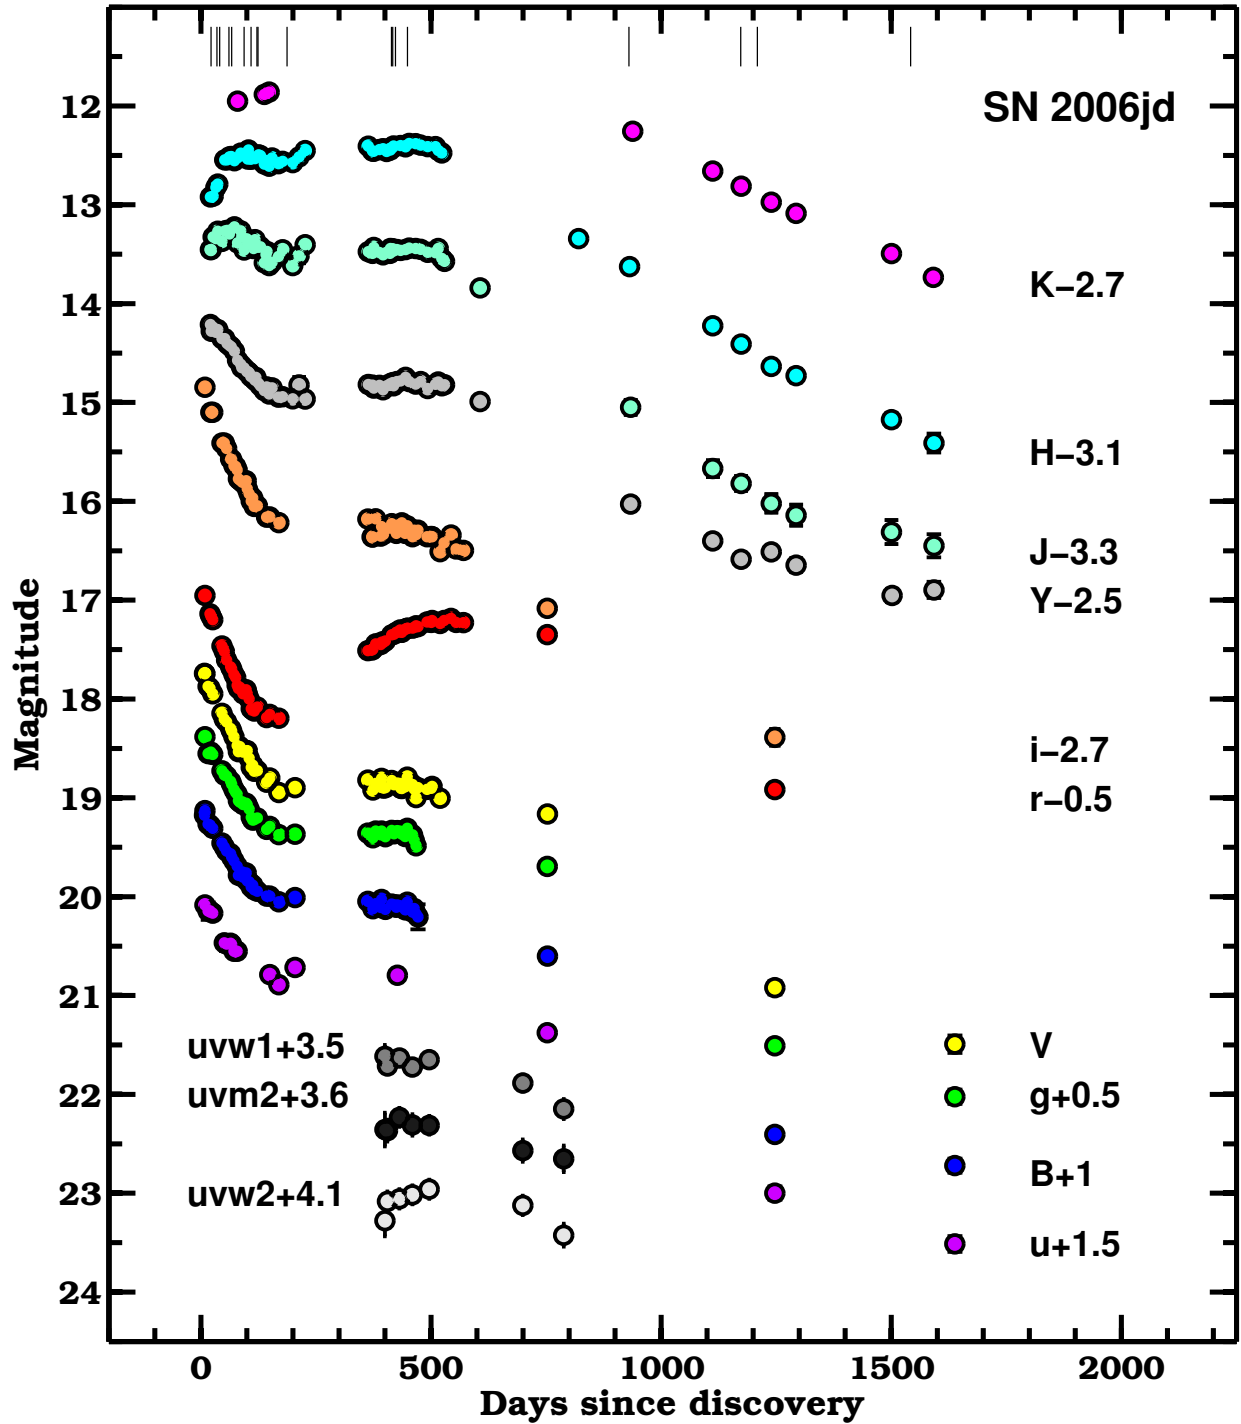 12
SN 2006jd
13
K−2.7
14
15
H−3.1
16
J−3.3
Y−2.5
17
Magnitude
18
i−2.7
r−0.5
19
20
21
uvw1+3.5
V
uvm2+3.6
g+0.5
22
B+1
uvw2+4.1
23
u+1.5
24
0 500 1000 1500 2000
Days since discovery